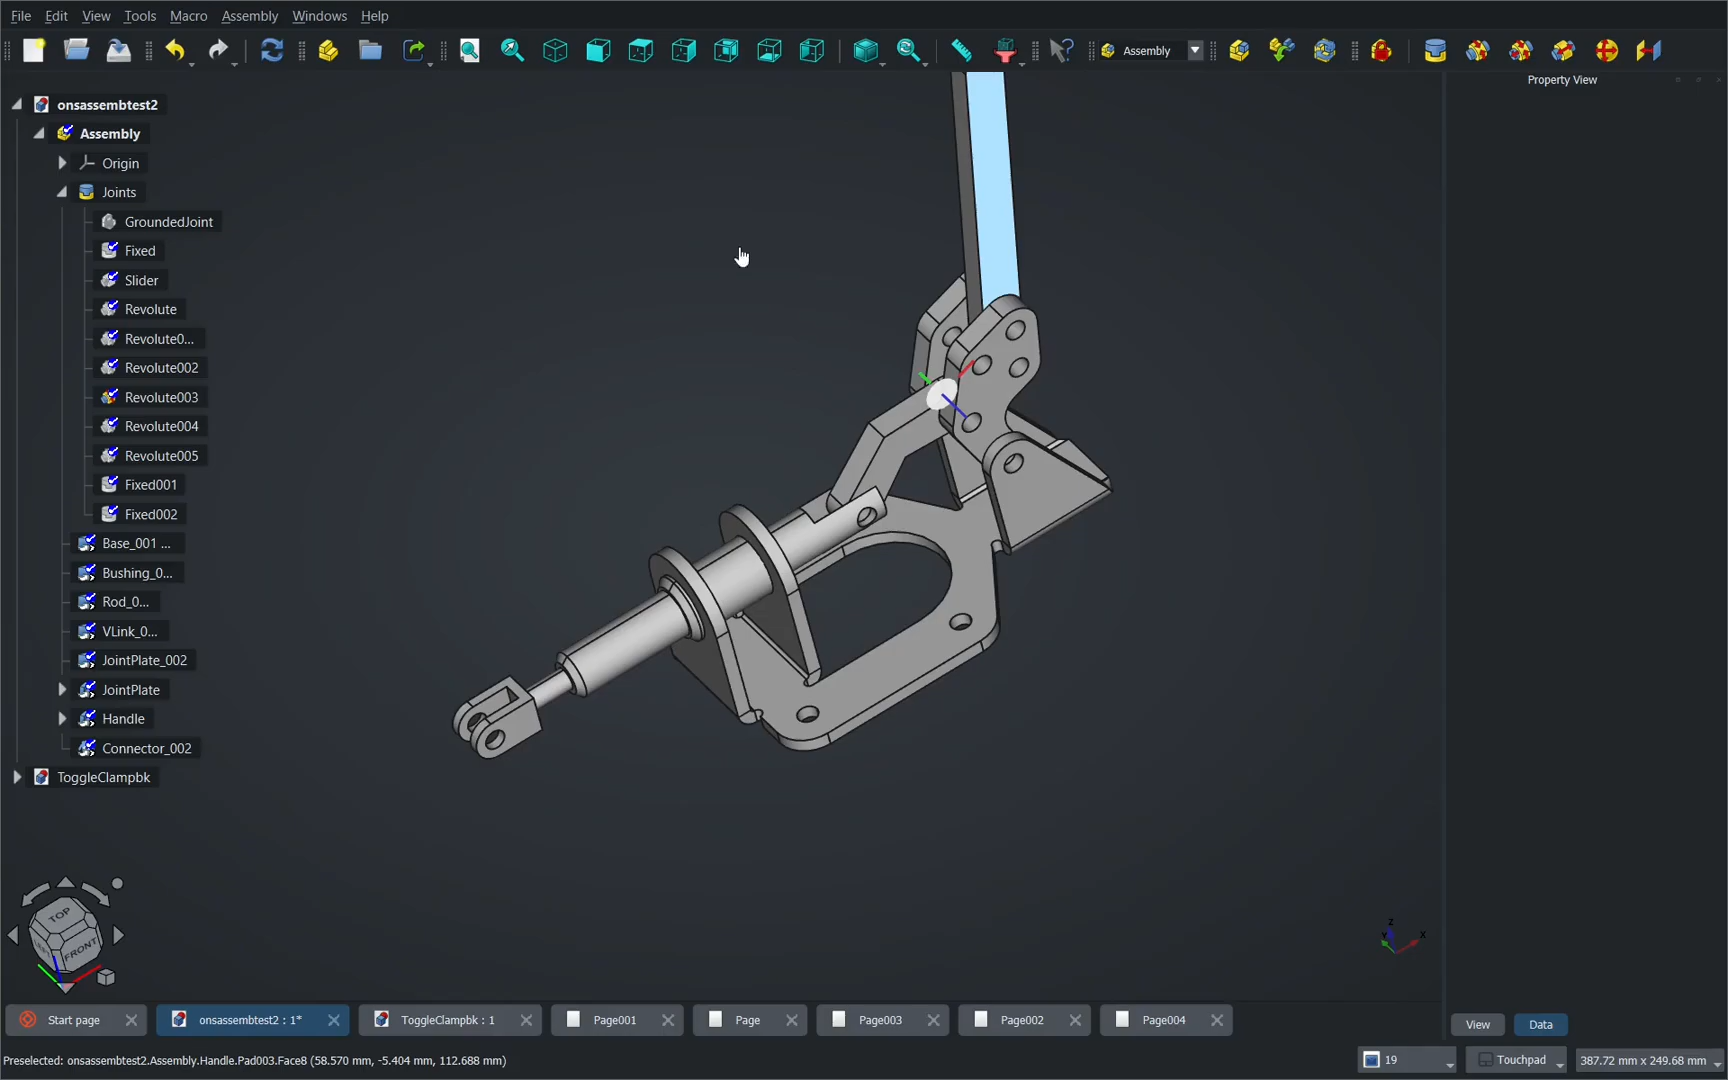 File Edit View Tools Macro Assembly Windows Help
Assembly
Property View
onsassembtest2
Assembly
Origin
Joints
GroundedJoint
Fixed
Slider
Revolute
Revolute0...
Revolute002
Revolute003
Revolute004
Revolute005
Fixed001
Fixed002
Base_001 ...
Bushing_0...
Rod_0...
VLink_0...
JointPlate_002
JointPlate
Handle
Connector_002
ToggleClampbk
TOP
FRONT
Z
Y
X
Start page
onsassembtest2 : 1*
ToggleClampbk : 1
Page001
Page
Page003
Page002
Page004
View
Data
Preselected: onsassembtest2.Assembly.Handle.Pad003.Face8 (58.570 mm, -5.404 mm, 112.688 mm)
19
Touchpad
387.72 mm x 249.68 mm